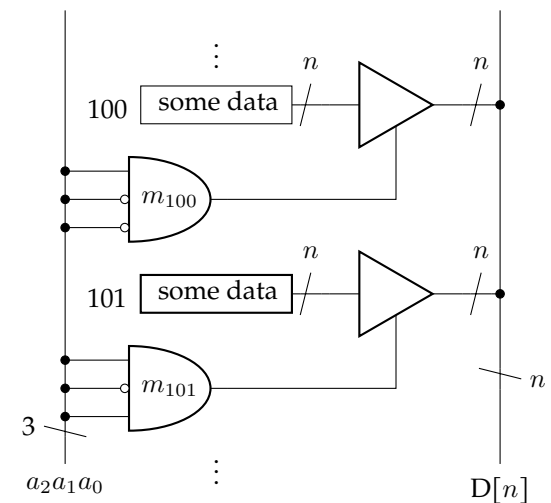 ⋮
n n
100 some data
m₁₀₀
n n
101 some data
m₁₀₁
n
3
a₂a₁a₀ ⋮ D[n]